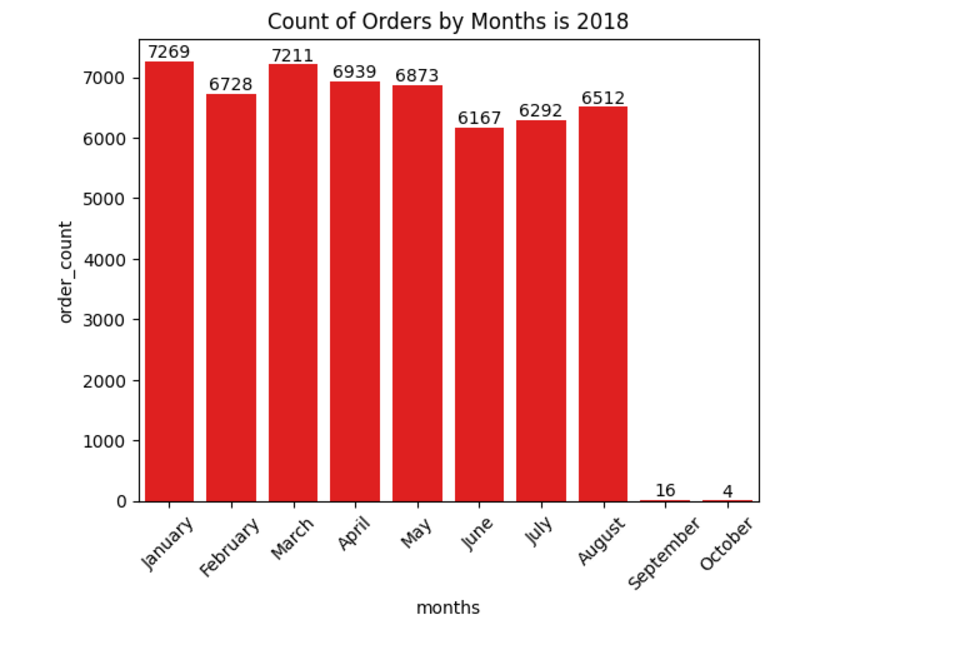 Count of Orders by Months is 2018
7269
6728
7211
6939
6873
6167
6292
6512
16
4
7000
6000
5000
4000
3000
2000
1000
0
order_count
January
February
March
April
May
June
July
August
September
October
months